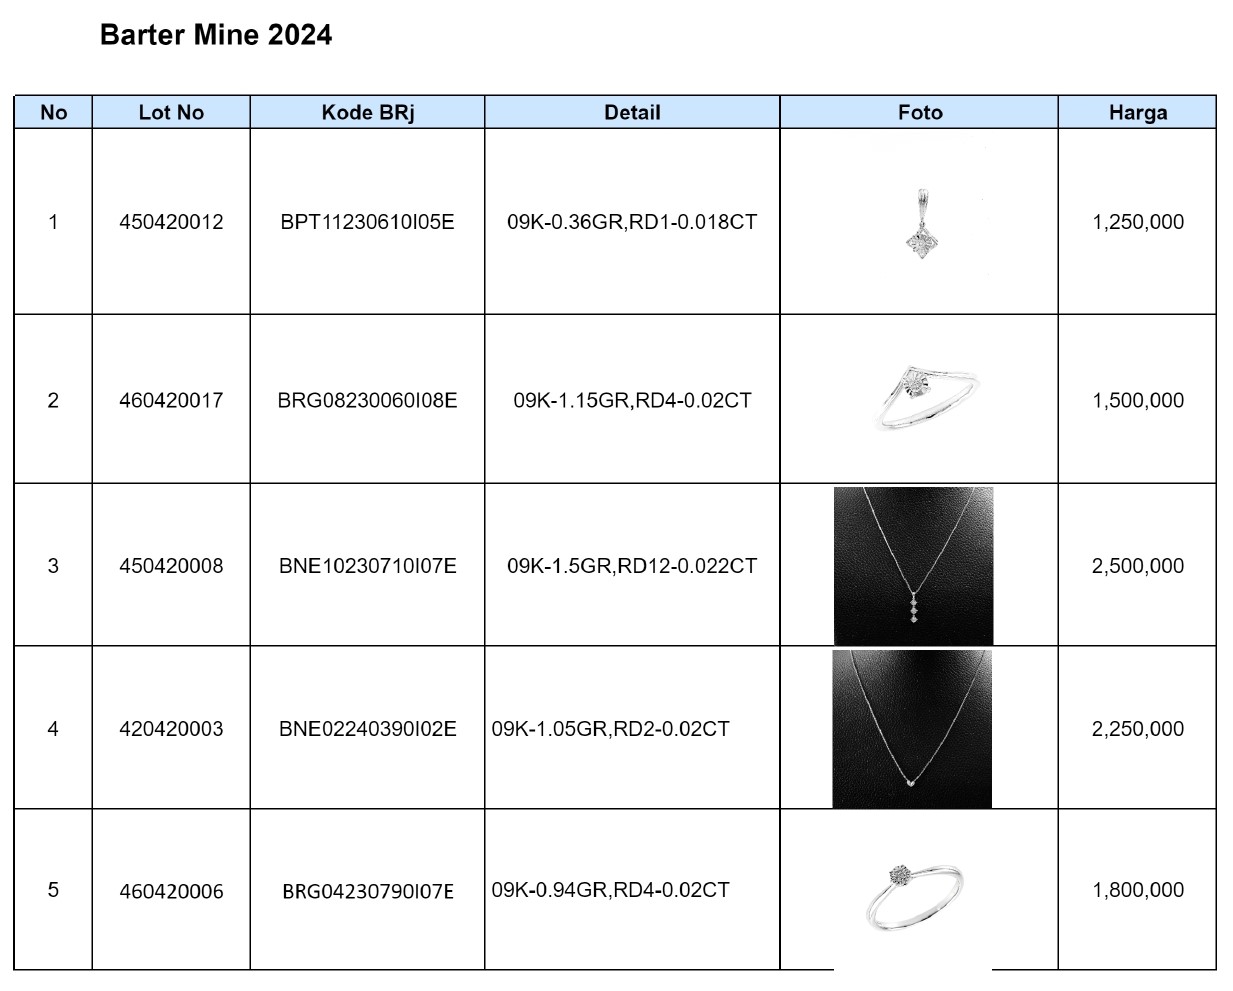 Barter Mine 2024
No Lot No Kode BRj Detail Foto Harga
1 450420012 BPT11230610I05E 09K-0.36GR,RD1-0.018CT 1,250,000
2 460420017 BRG08230060I08E 09K-1.15GR,RD4-0.02CT 1,500,000
3 450420008 BNE10230710I07E 09K-1.5GR,RD12-0.022CT 2,500,000
4 420420003 BNE02240390I02E 09K-1.05GR,RD2-0.02CT 2,250,000
5 460420006 BRG04230790I07E 09K-0.94GR,RD4-0.02CT 1,800,000